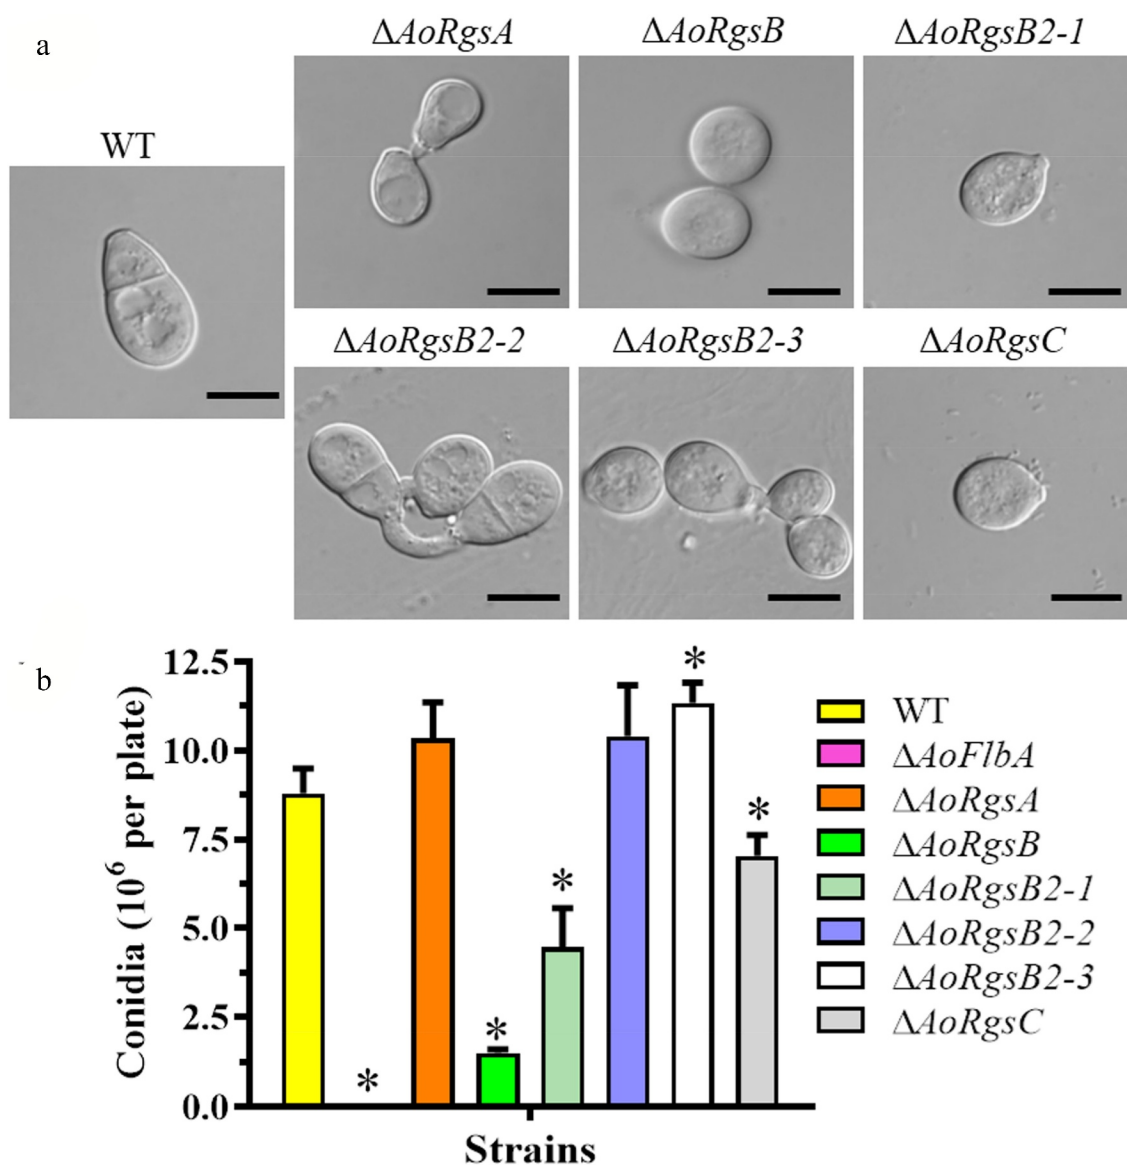 a
WT
ΔAoRgsA
ΔAoRgsB
ΔAoRgsB2-1
ΔAoRgsB2-2
ΔAoRgsB2-3
ΔAoRgsC
b
Conidia (10⁶ per plate)
12.5
10.0
7.5
5.0
2.5
0.0
*
*
*
*
*
Strains
WT
ΔAoFlbA
ΔAoRgsA
ΔAoRgsB
ΔAoRgsB2-1
ΔAoRgsB2-2
ΔAoRgsB2-3
ΔAoRgsC